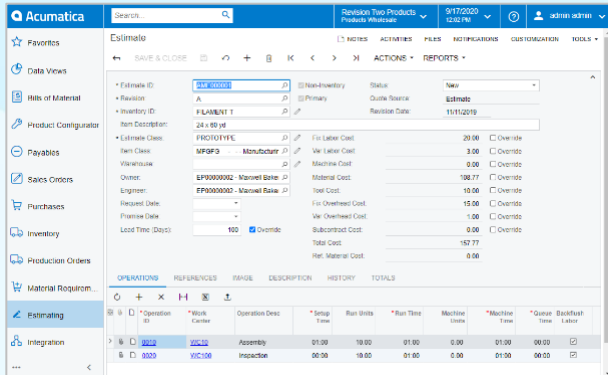 Acumatica Search... Revision Two Products Products Wholesale 9/17/2020 12:02 PM admin admin
Favorites
Data Views
Bills of Material
Product Configurator
Payables
Sales Orders
Purchases
Inventory
Production Orders
Material Requirem...
Estimating
Integration
Estimate NOTES ACTIVITIES FILES NOTIFICATIONS CUSTOMIZATION TOOLS
SAVE & CLOSE ACTIONS REPORTS
* Estimate ID: AMF000001 Non-Inventory Status: New
* Revision: A Primary Quote Source: Estimate
* Inventory ID: FILAMENT 1 Revision Date: 11/11/2019
Item Description: 24 x 60 yd
* Estimate Class: PROTOTYPE Fix Labor Cost: 20.00 Override
Item Class: MFGFG - Manufacturin Var Labor Cost: 3.00 Override
Warehouse: Machine Cost: 0.00 Override
Owner: EP00000002 - Maxwell Baker Material Cost: 108.77 Override
Engineer: EP00000002 - Maxwell Baker Tool Cost: 10.00 Override
Request Date: Fix Overhead Cost: 15.00 Override
Promise Date: Var Overhead Cost: 1.00 Override
Lead Time (Days): 100 Override Subcontract Cost: 0.00 Override
Total Cost: 157.77
Ref. Material Cost: 0.00
OPERATIONS REFERENCES IMAGE DESCRIPTION HISTORY TOTALS
* Operation ID * Work Center Operation Desc * Setup Time Run Units * Run Time Machine Units * Machine Time * Queue Time Backflush Labor
0010 WC10 Assembly 01:00 10.00 01:00 0.00 01:00 00:00
0020 WC100 Inspection 00:00 10.00 01:00 0.00 01:00 00:00